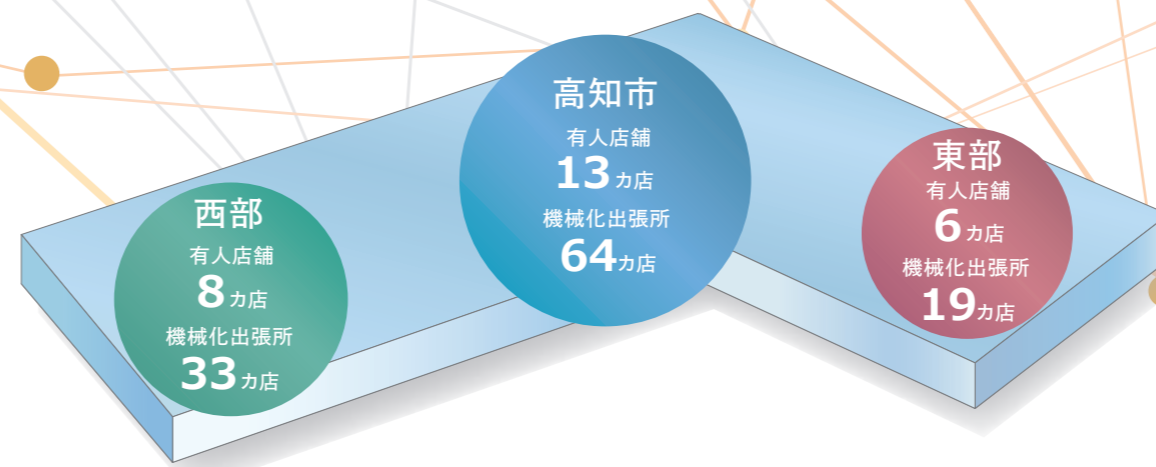 西部
有人店舗
8カ店
機械化出張所
33カ店
高知市
有人店舗
13カ店
機械化出張所
64カ店
東部
有人店舗
6カ店
機械化出張所
19カ店